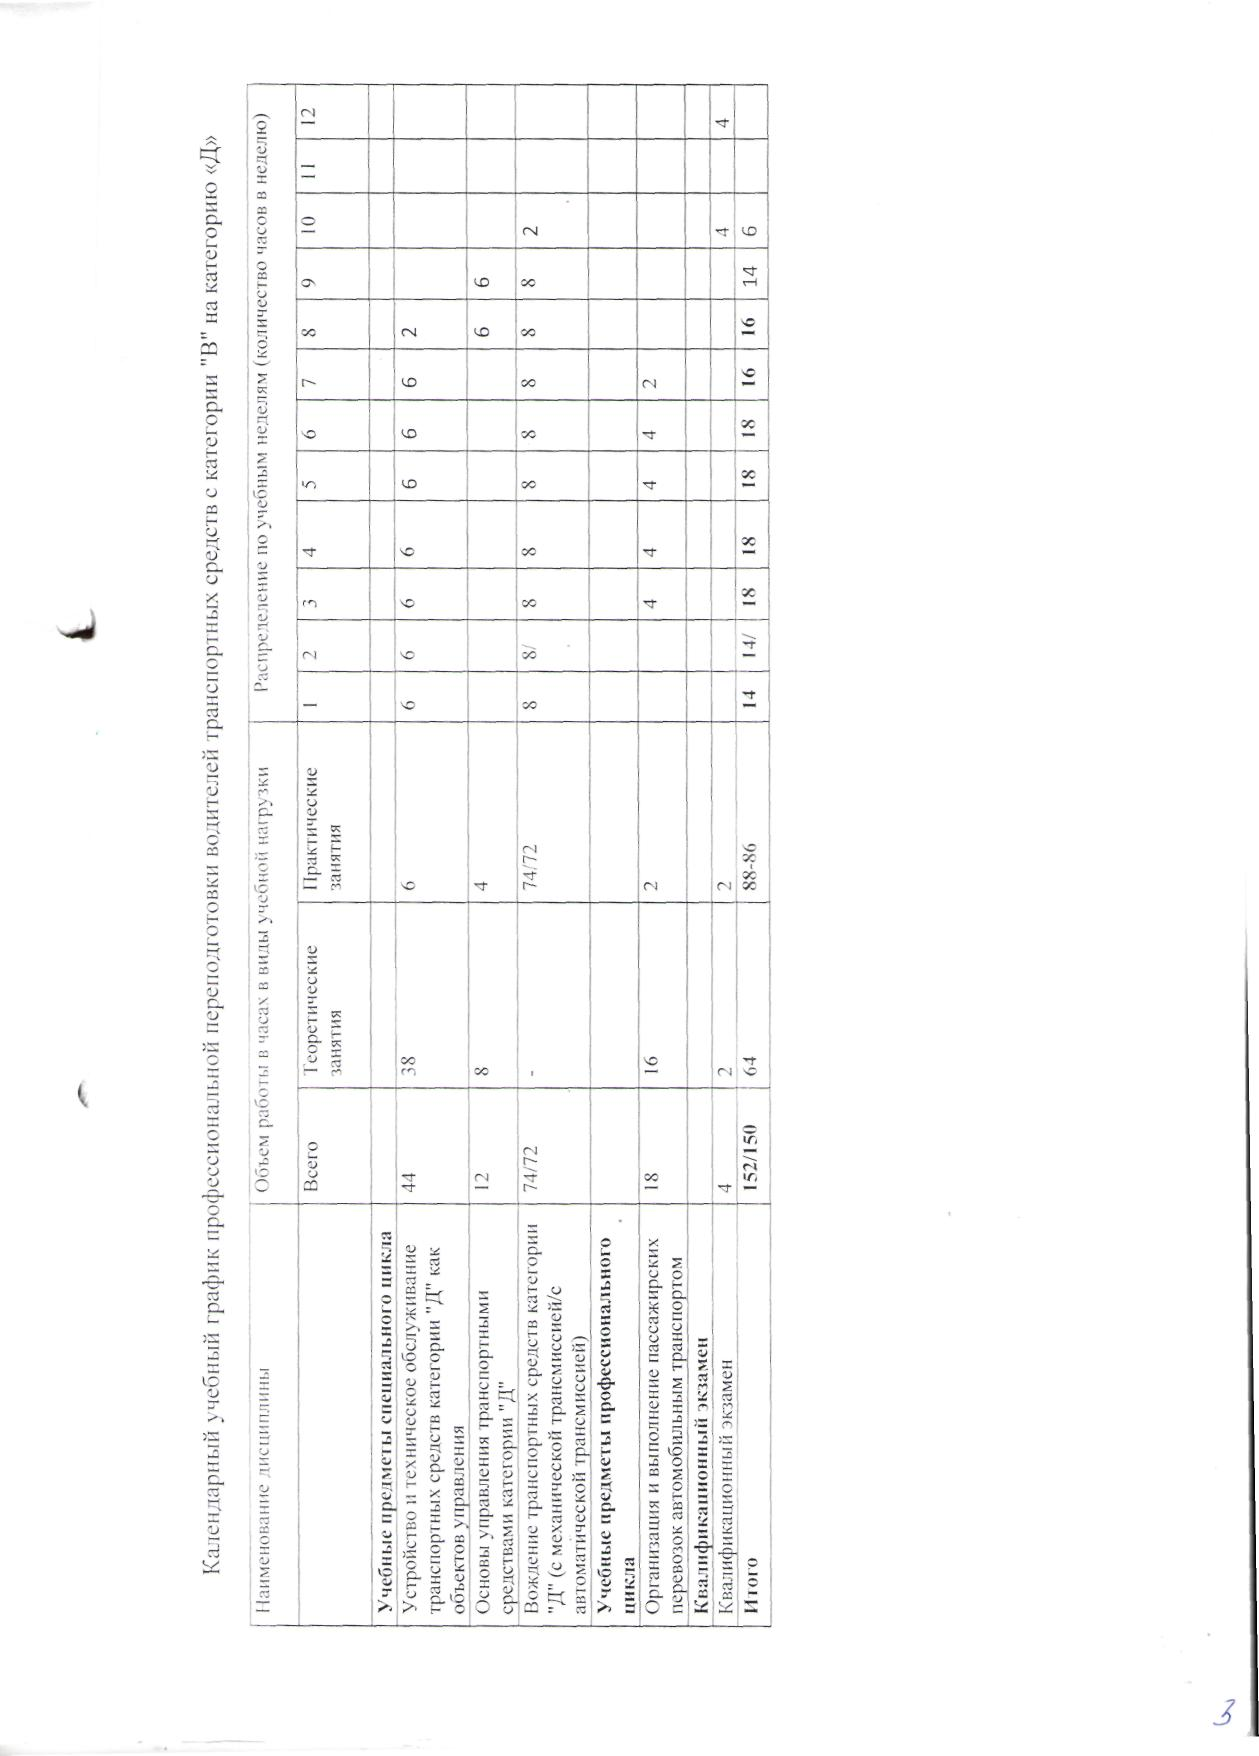 Календарный учебный график профессиональной переподготовки водителей транспортных средств с категории "В" на категорию «Д»
Наименование дисциплины Объем работы в часах в виды учебной нагрузки Распределение по учебным неделям (количество часов в неделю)
Всего Теоретические Практические 1 2 3 4 5 6 7 8 9 10 11 12
занятия занятия
Учебные предметы специального цикла
Устройство и техническое обслуживание 44 38 6 6 6 6 6 6 6 6 2
транспортных средств категории "Д" как
объектов управления
Основы управления транспортными 12 8 4 6 6
средствами категории "Д"
Вождение транспортных средств категории 74/72 - 74/72 8 8/ 8 8 8 8 8 8 8 2
"Д" (с механической трансмиссией/с
автоматической трансмиссией)
Учебные предметы профессионального
цикла
Организация и выполнение пассажирских 18 16 2 4 4 4 4 2
перевозок автомобильным транспортом
Квалификационный экзамен
Квалификационный экзамен 4 2 2 4 4
Итого 152/150 64 88-86 14 14/ 18 18 18 18 16 16 14 6
3